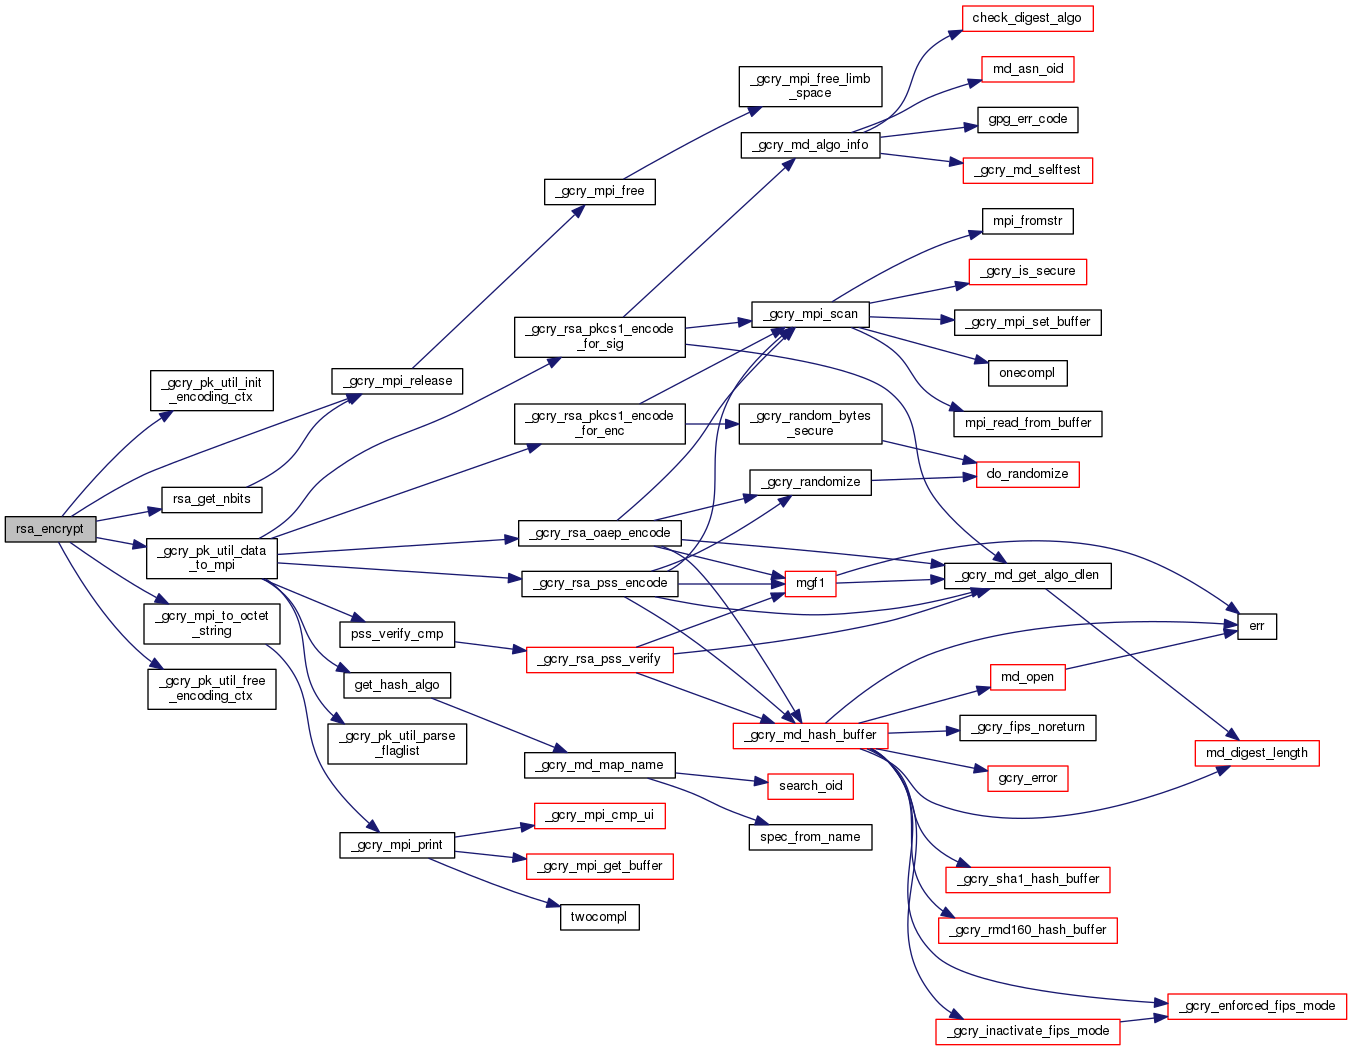 check_digest_algo
md_asn_oid
_gcry_mpi_free_limb
_space
gpg_err_code
_gcry_md_algo_info
_gcry_md_selftest
_gcry_mpi_free
mpi_fromstr
_gcry_is_secure
_gcry_mpi_scan
_gcry_mpi_set_buffer
_gcry_rsa_pkcs1_encode
_for_sig
onecompl
_gcry_mpi_release
_gcry_pk_util_init
_encoding_ctx
_gcry_rsa_pkcs1_encode
_for_enc
_gcry_random_bytes
_secure
mpi_read_from_buffer
do_randomize
_gcry_randomize
rsa_get_nbits
rsa_encrypt
_gcry_rsa_oaep_encode
_gcry_pk_util_data
_to_mpi
_gcry_rsa_pss_encode
mgf1
_gcry_md_get_algo_dlen
_gcry_mpi_to_octet
_string
pss_verify_cmp
err
_gcry_rsa_pss_verify
md_open
_gcry_pk_util_free
_encoding_ctx
get_hash_algo
_gcry_pk_util_parse
_flaglist
_gcry_md_hash_buffer
_gcry_fips_noreturn
md_digest_length
_gcry_md_map_name
search_oid
gcry_error
_gcry_mpi_cmp_ui
spec_from_name
_gcry_mpi_print
_gcry_mpi_get_buffer
_gcry_sha1_hash_buffer
twocompl
_gcry_rmd160_hash_buffer
_gcry_enforced_fips_mode
_gcry_inactivate_fips_mode